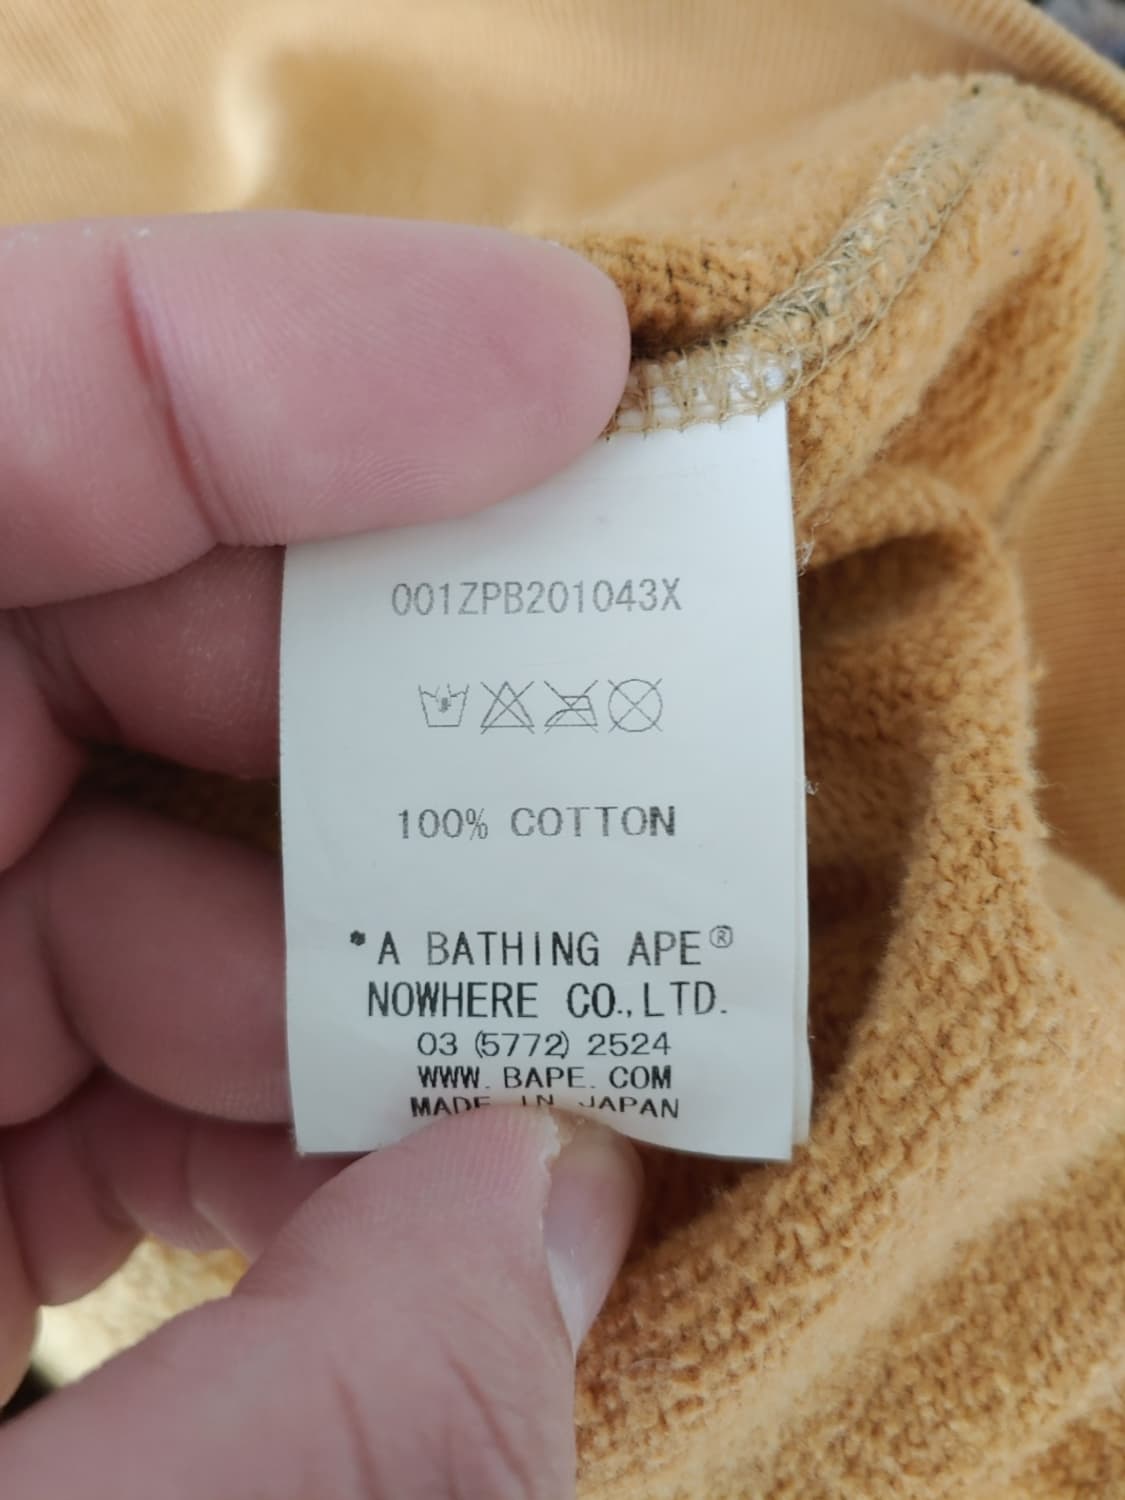 001ZPB201043X
100% COTTON
*A BATHING APE®
NOWHERE CO.,LTD.
03 (5772) 2524
WWW. BAPE. COM
MADE IN JAPAN